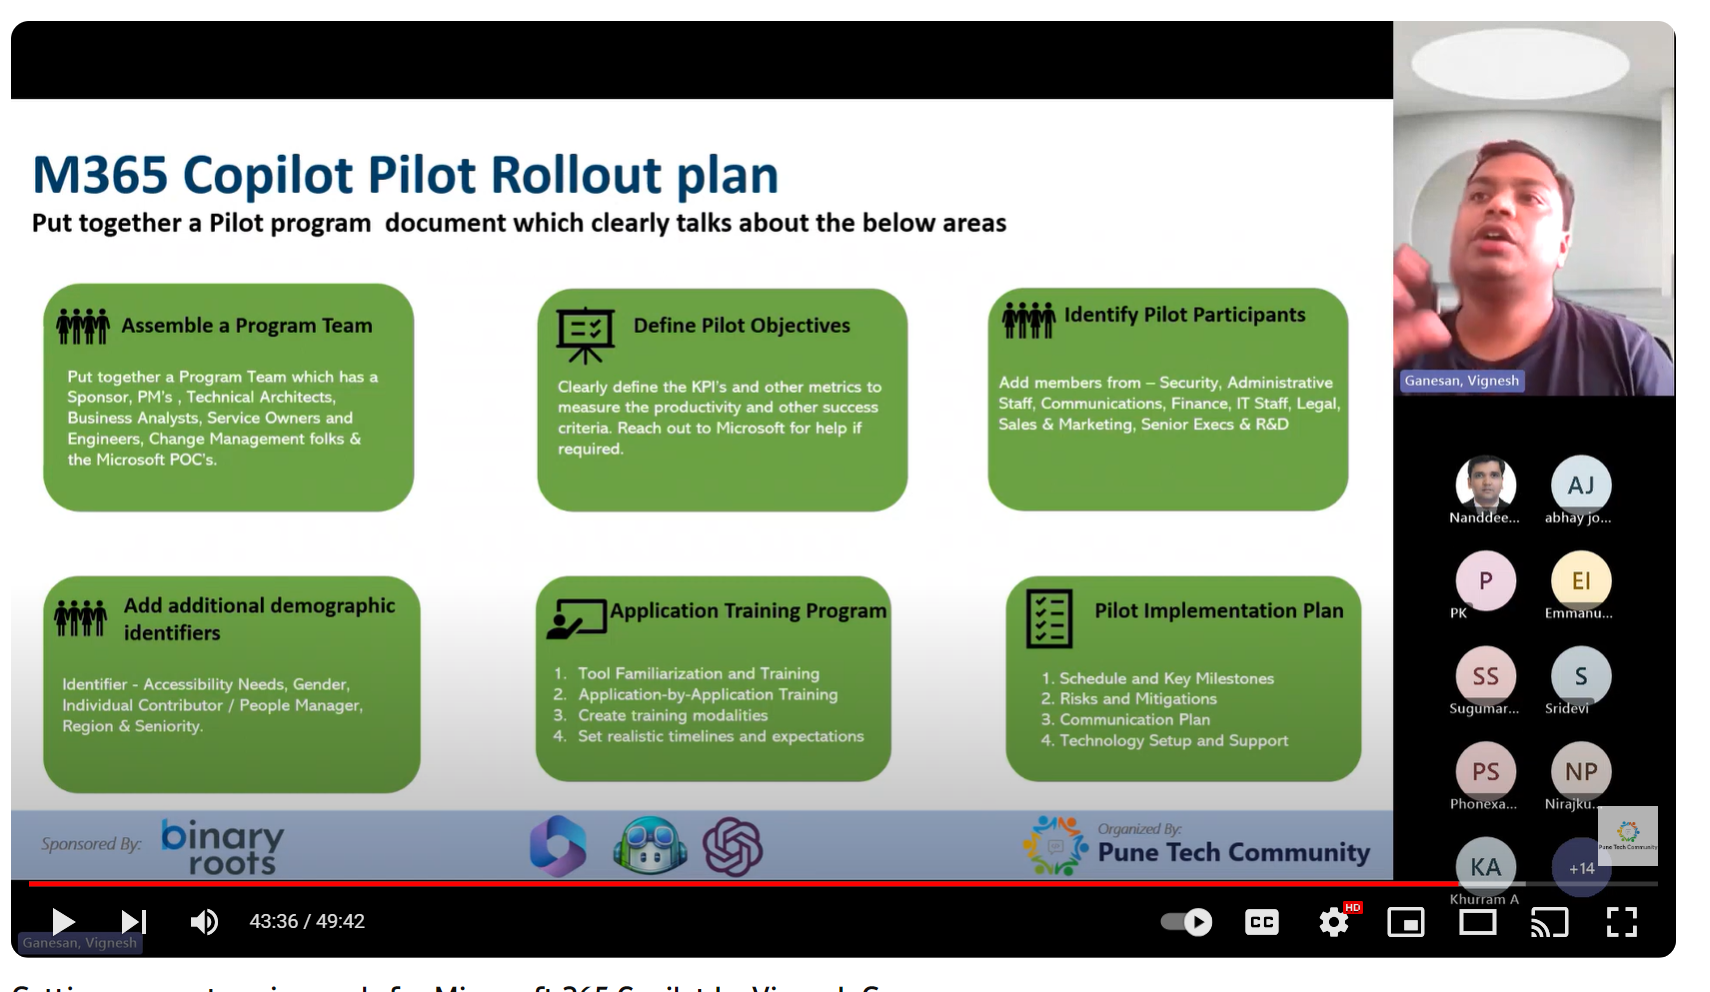 M365 Copilot Pilot Rollout plan
Put together a Pilot program document which clearly talks about the below areas
Assemble a Program Team
Put together a Program Team which has a
Sponsor, PM's , Technical Architects,
Business Analysts, Service Owners and
Engineers, Change Management folks &
the Microsoft POC's.
Define Pilot Objectives
Clearly define the KPI's and other metrics to
measure the productivity and other success
criteria. Reach out to Microsoft for help if
required.
Identify Pilot Participants
Add members from – Security, Administrative
Staff, Communications, Finance, IT Staff, Legal,
Sales & Marketing, Senior Execs & R&D
Add additional demographic
identifiers
Identifier - Accessibility Needs, Gender,
Individual Contributor / People Manager,
Region & Seniority.
Application Training Program
1. Tool Familiarization and Training
2. Application-by-Application Training
3. Create training modalities
4. Set realistic timelines and expectations
Pilot Implementation Plan
1. Schedule and Key Milestones
2. Risks and Mitigations
3. Communication Plan
4. Technology Setup and Support
Sponsored By:
binary
roots
Organized By:
Pune Tech Community
Ganesan, Vignesh
Nanddee...
AJ
abhay jo...
P
PK
EI
Emmanu...
SS
Sugumar...
S
Sridevi
PS
Phonexa...
NP
Nirajku...
KA
Khurram A
+14
Pune Tech Community
43:36 / 49:42
CC
HD
Ganesan, Vignesh